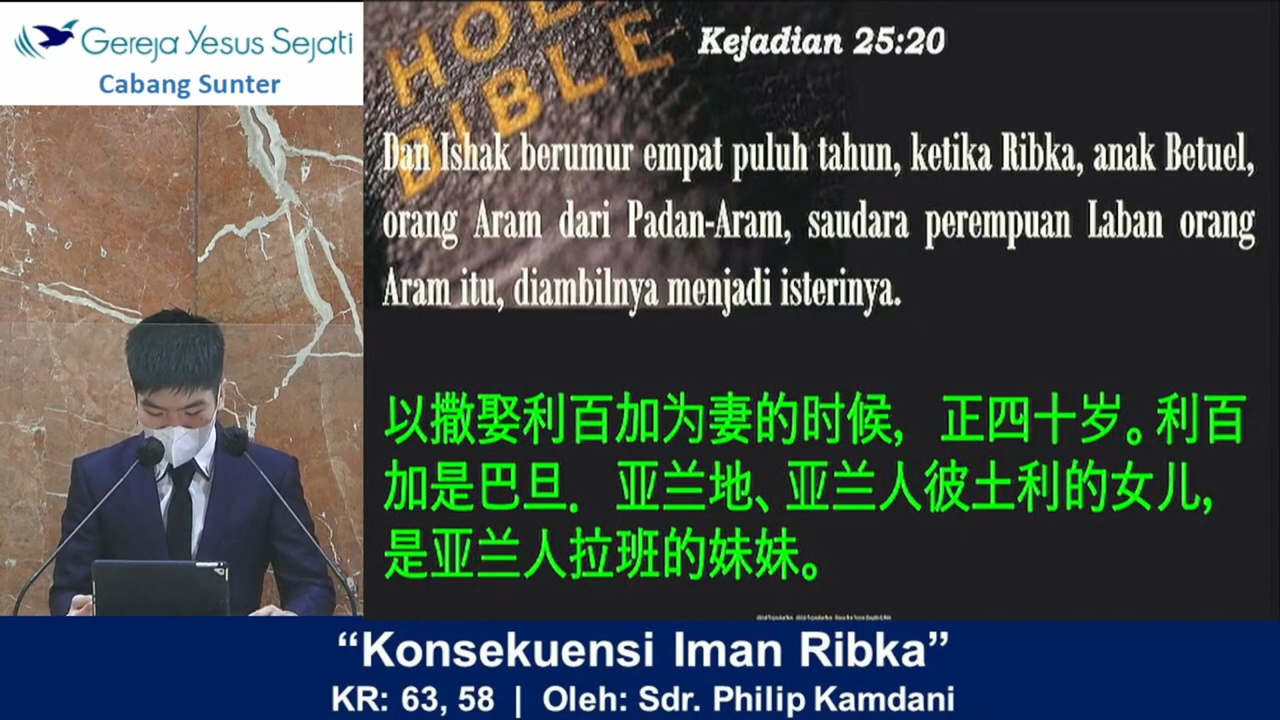 Gereja Yesus Sejati
Cabang Sunter
HOLY
BIBLE
Kejadian 25:20
Dan Ishak berumur empat puluh tahun, ketika Ribka, anak Betuel,
orang Aram dari Padan-Aram, saudara perempuan Laban orang
Aram itu, diambilnya menjadi isterinya.
以撒娶利百加为妻的时候, 正四十岁。利百
加是巴旦．亚兰地、亚兰人彼土利的女儿,
是亚兰人拉班的妹妹。
“Konsekuensi Iman Ribka”
KR: 63, 58 | Oleh: Sdr. Philip Kamdani